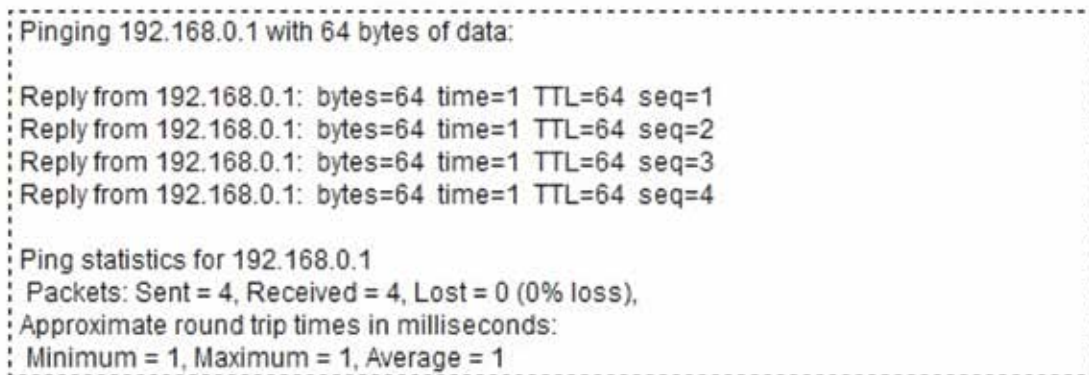 Pinging 192.168.0.1 with 64 bytes of data:
Reply from 192.168.0.1: bytes=64 time=1 TTL=64 seq=1
Reply from 192.168.0.1: bytes=64 time=1 TTL=64 seq=2
Reply from 192.168.0.1: bytes=64 time=1 TTL=64 seq=3
Reply from 192.168.0.1: bytes=64 time=1 TTL=64 seq=4
Ping statistics for 192.168.0.1
Packets: Sent = 4, Received = 4, Lost = 0 (0% loss),
Approximate round trip times in milliseconds:
Minimum = 1, Maximum = 1, Average = 1